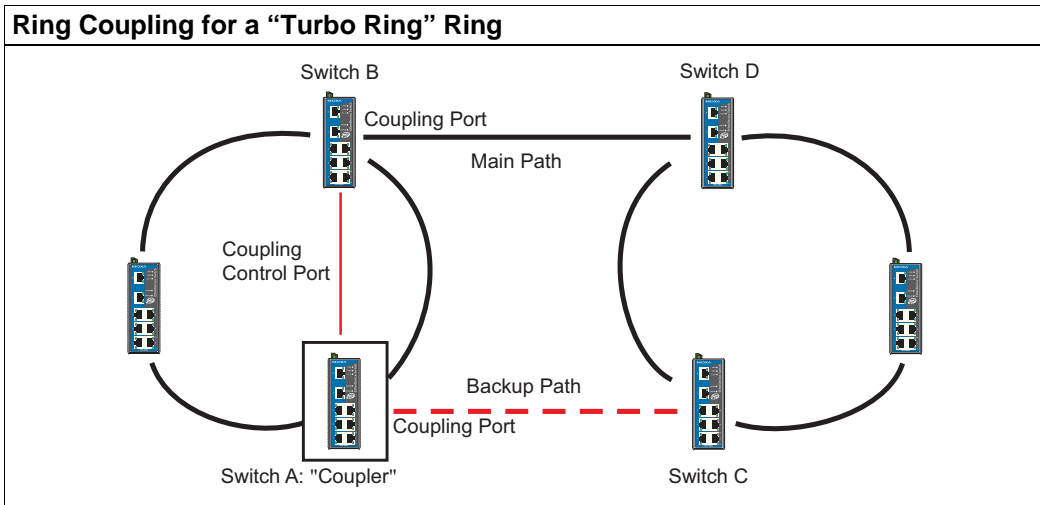 Ring Coupling for a “Turbo Ring” Ring
Switch B
Switch D
Coupling Port
Main Path
Coupling
Control Port
Backup Path
Coupling Port
Switch A: "Coupler"
Switch C